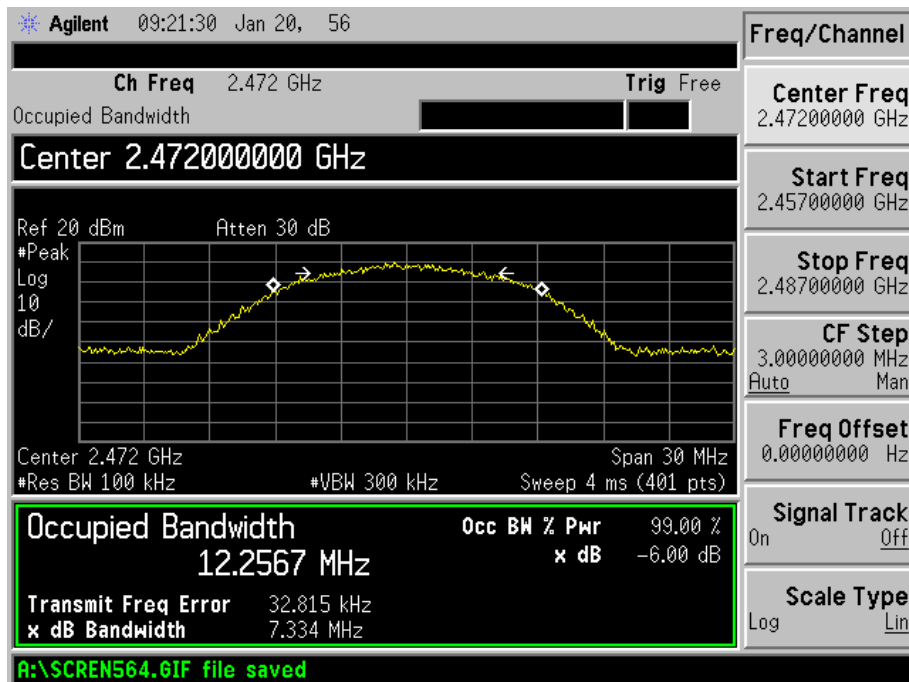 Agilent 09:21:30 Jan 20, 56
Ch Freq 2.472 GHz Trig Free
Occupied Bandwidth
Center 2.472000000 GHz
Ref 20 dBm Atten 30 dB
#Peak
Log
10
dB/
Center 2.472 GHz Span 30 MHz
#Res BW 100 kHz #VBW 300 kHz Sweep 4 ms (401 pts)
Occupied Bandwidth
12.2567 MHz
Occ BW % Pwr 99.00 %
x dB -6.00 dB
Transmit Freq Error 32.815 kHz
x dB Bandwidth 7.334 MHz
A:\SCREN564.GIF file saved
Freq/Channel
Center Freq
2.47200000 GHz
Start Freq
2.45700000 GHz
Stop Freq
2.48700000 GHz
CF Step
3.00000000 MHz
Auto Man
Freq Offset
0.00000000 Hz
Signal Track
On Off
Scale Type
Log Lin